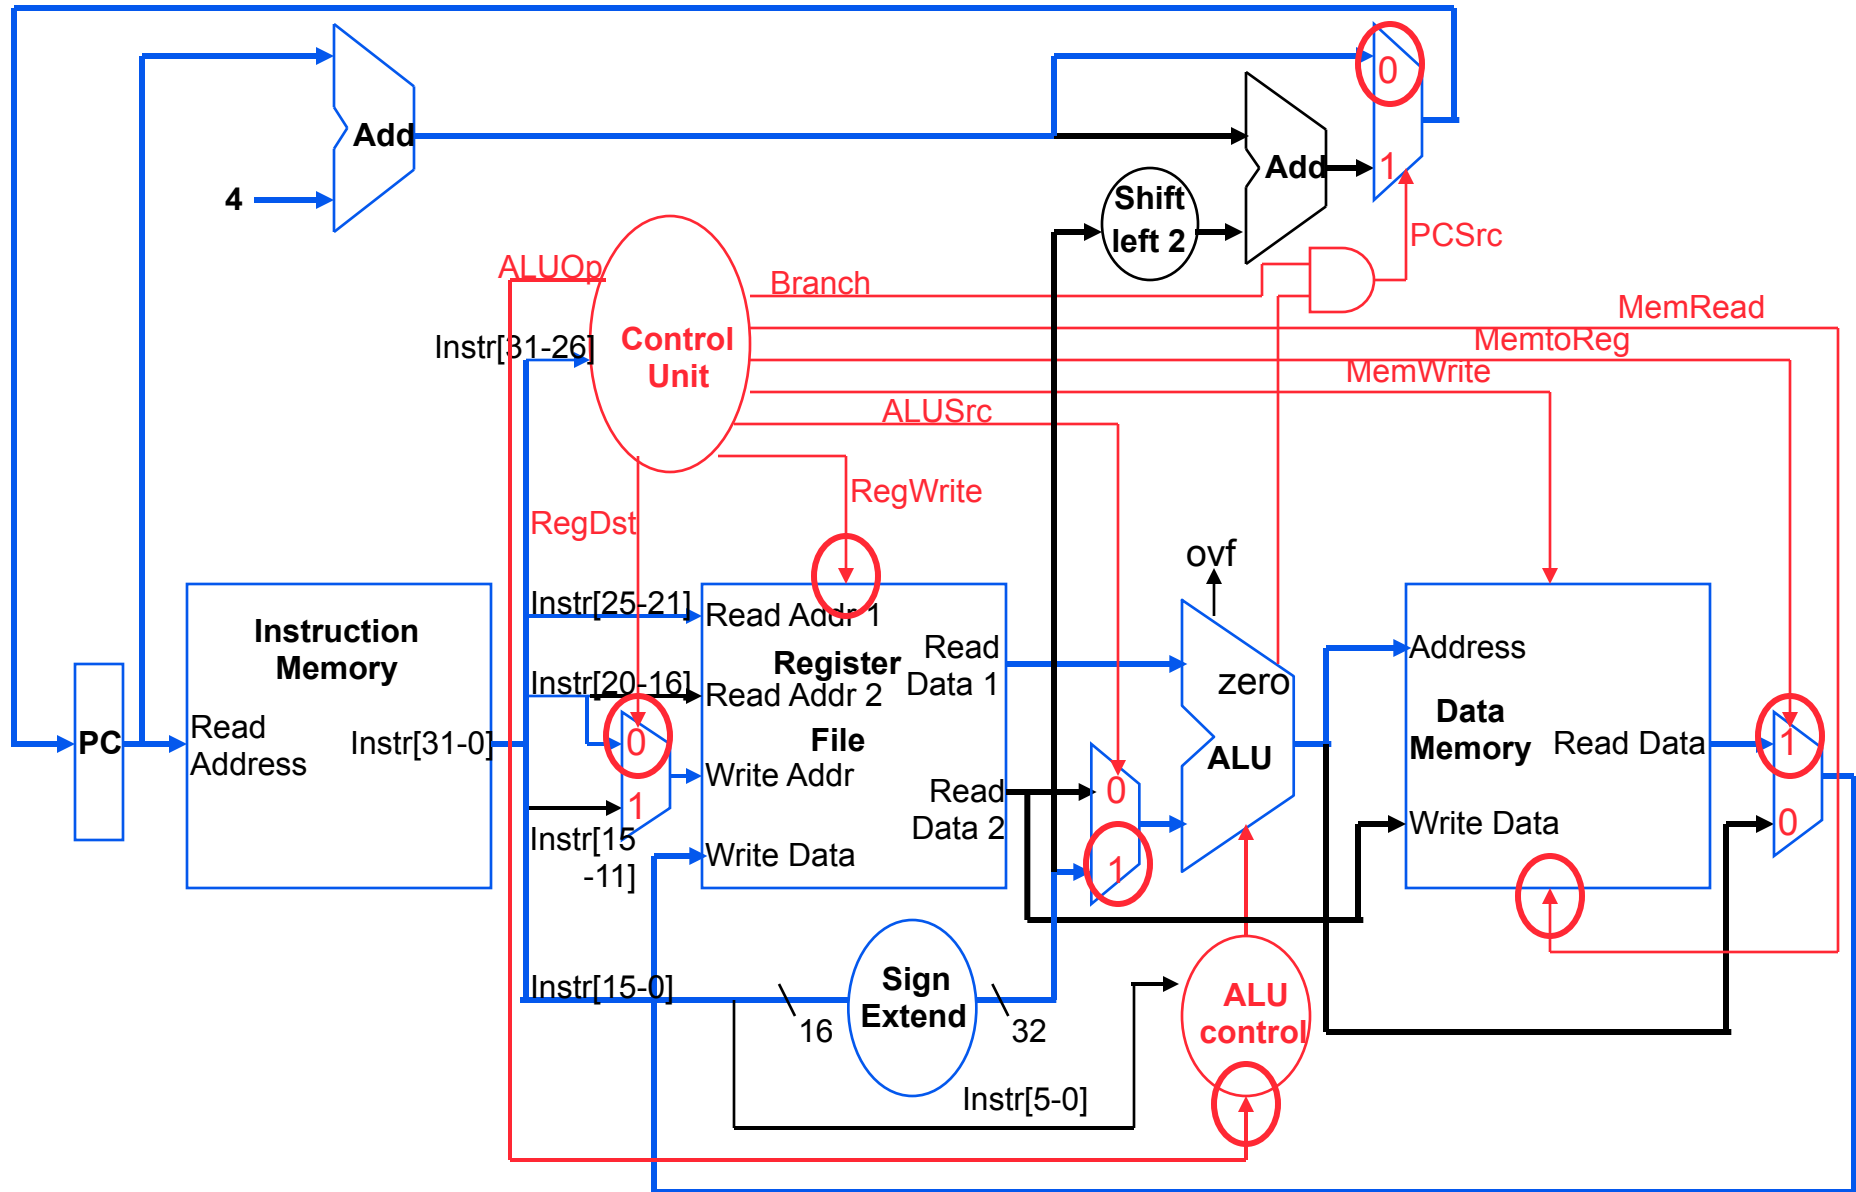 0
Add
Add
1
4
Shift
left 2
PCSrc
ALUOp
Branch
MemRead
Instr[31-26]
Control
Unit
MemtoReg
MemWrite
ALUSrc
RegWrite
RegDst
ovf
Instr[25-21]
Read Addr 1
Instruction
Memory
Register
Read
Data 1
Address
Instr[20-16]
Read Addr 2
zero
Data
Memory
PC
Read
Address
Instr[31-0]
0
File
ALU
Read Data
1
Write Addr
1
Read
Data 2
0
Write Data
0
Instr[15
-11]
Write Data
1
Instr[15-0]
16
Sign
Extend
32
ALU
control
Instr[5-0]